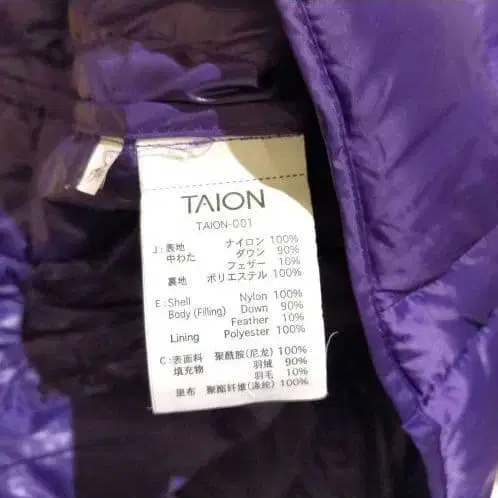 TAION
TAION-001
J:表地 ナイロン 100%
中わた ダウン 90%
フェザー 10%
裏地 ポリエステル 100%
E:Shell Nylon 100%
Body (Filling) Down 90%
Feather 10%
Lining Polyester 100%
C:表面料 聚酰胺(尼龙) 100%
填充物 羽绒 90%
羽毛 10%
里布 聚酯纤维(涤纶) 100%